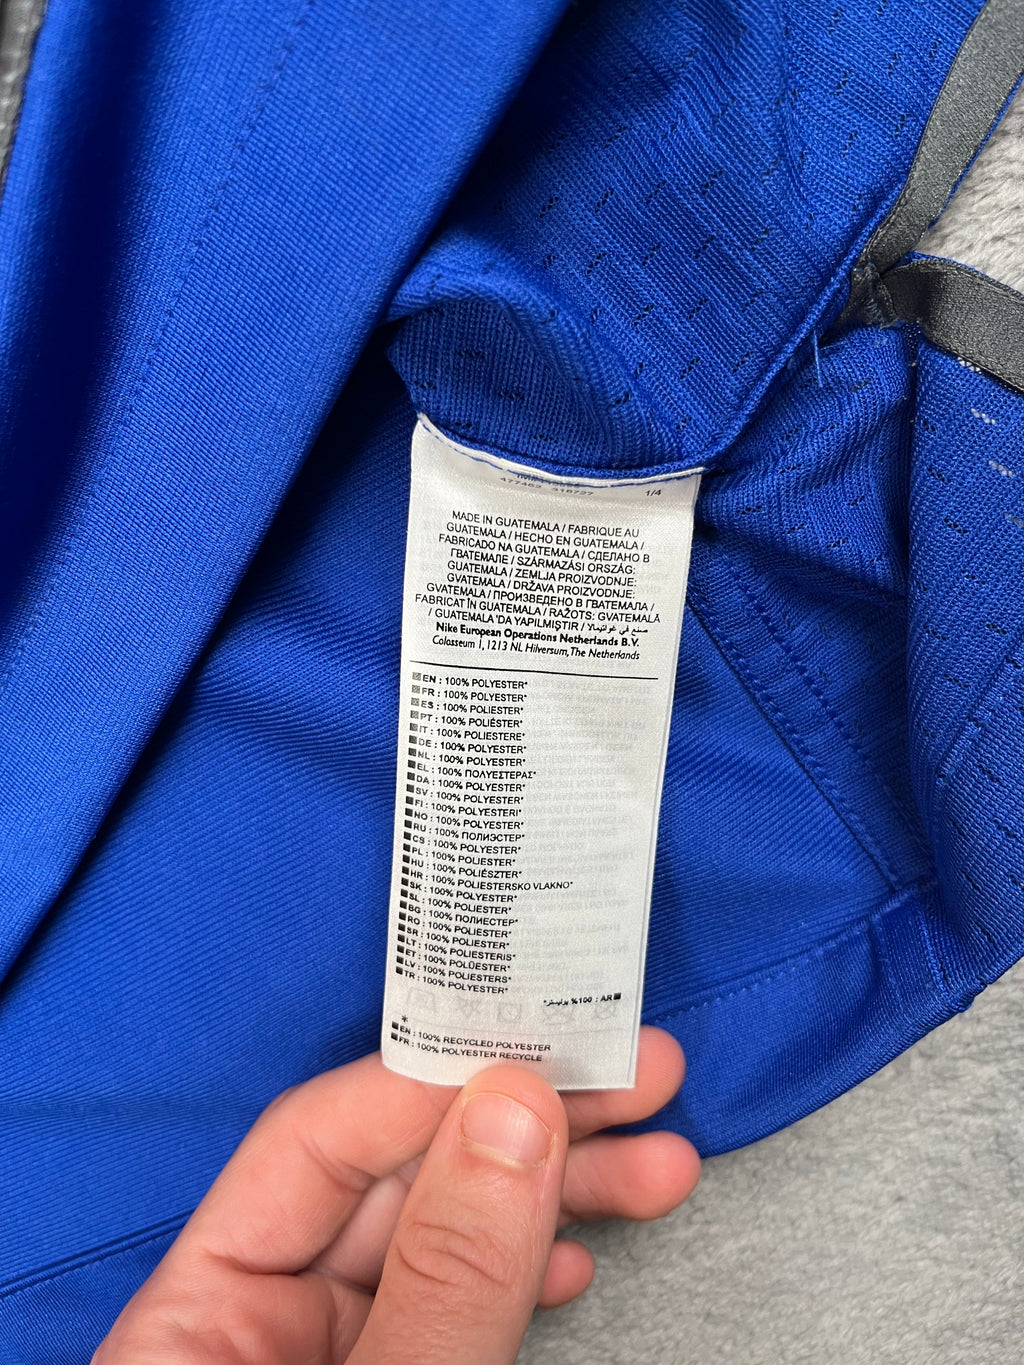 477482 318727 1/4
MADE IN GUATEMALA / FABRIQUE AU
GUATEMALA / HECHO EN GUATEMALA /
FABRICADO NA GUATEMALA / СДЕЛАНО В
ГВАТЕМАЛЕ / SZÁRMAZÁSI ORSZÁG:
GUATEMALA / ZEMLJA PROIZVODNJE:
GVATEMALA / DRŽAVA PROIZVODNJE:
GVATEMALA / ПРОИЗВЕДЕНО В ГВАТЕМАЛА /
FABRICAT ÎN GUATEMALA / RAŽOTS: GVATEMALĀ
/ GUATEMALA 'DA YAPILMIŞTIR / صنع في غواتيمالا
Nike European Operations Netherlands B.V.
Colosseum 1, 1213 NL Hilversum, The Netherlands
EN : 100% POLYESTER*
FR : 100% POLYESTER*
ES : 100% POLIESTER*
PT : 100% POLIÉSTER*
IT : 100% POLIESTERE*
DE : 100% POLYESTER*
NL : 100% POLYESTER*
EL : 100% ΠΟΛΥΕΣΤΕΡΑΣ*
DA : 100% POLYESTER*
SV : 100% POLYESTER*
FI : 100% POLYESTERI*
NO : 100% POLYESTER*
RU : 100% ПОЛИЭСТЕР*
CS : 100% POLYESTER*
PL : 100% POLIESTER*
HU : 100% POLIÉSZTER*
HR : 100% POLIESTERSKO VLAKNO*
SK : 100% POLYESTER*
SL : 100% POLIESTER*
BG : 100% ПОЛИЕСТЕР*
RO : 100% POLIESTER*
SR : 100% POLIESTER*
LT : 100% POLIESTERIS*
ET : 100% POLÜESTER*
LV : 100% POLIESTERS*
TR : 100% POLYESTER*
AR : 100% بوليستر*
*
EN : 100% RECYCLED POLYESTER
FR : 100% POLYESTER RECYCLE